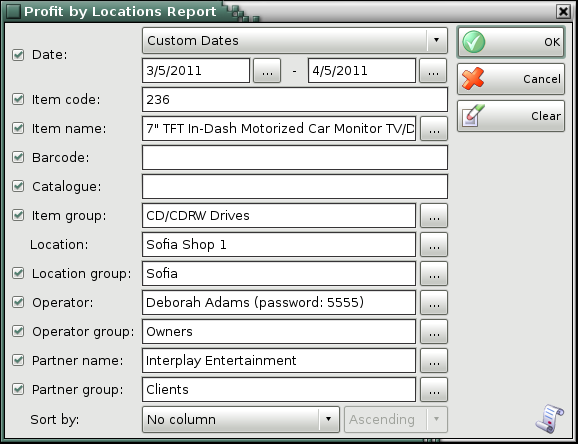 Profit by Locations Report
Date:
Custom Dates
3/5/2011 ... - 4/5/2011 ...
OK
Cancel
Clear
Item code: 236
Item name: 7" TFT In-Dash Motorized Car Monitor TV/D ...
Barcode:
Catalogue:
Item group: CD/CDRW Drives ...
Location: Sofia Shop 1 ...
Location group: Sofia ...
Operator: Deborah Adams (password: 5555) ...
Operator group: Owners ...
Partner name: Interplay Entertainment ...
Partner group: Clients ...
Sort by: No column Ascending